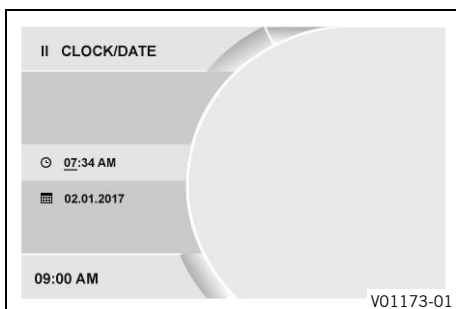 II CLOCK/DATE
07:34 AM
02.01.2017
09:00 AM
V01173-01